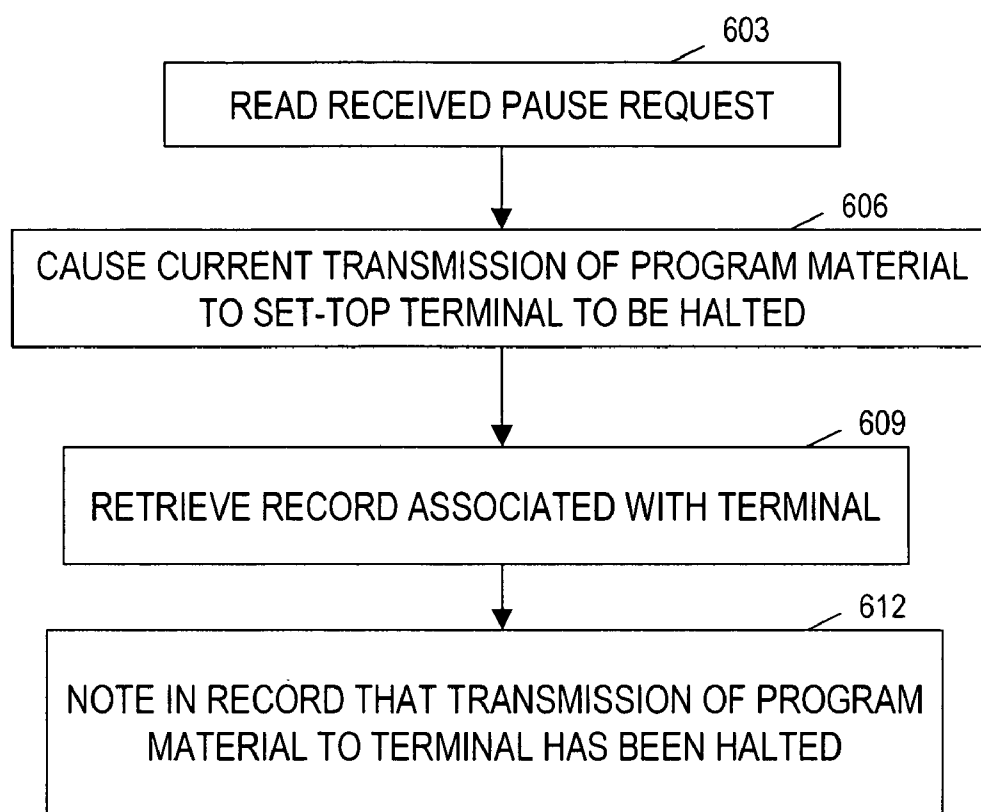 603
READ RECEIVED PAUSE REQUEST
606
CAUSE CURRENT TRANSMISSION OF PROGRAM MATERIAL
TO SET-TOP TERMINAL TO BE HALTED
609
RETRIEVE RECORD ASSOCIATED WITH TERMINAL
612
NOTE IN RECORD THAT TRANSMISSION OF PROGRAM
MATERIAL TO TERMINAL HAS BEEN HALTED